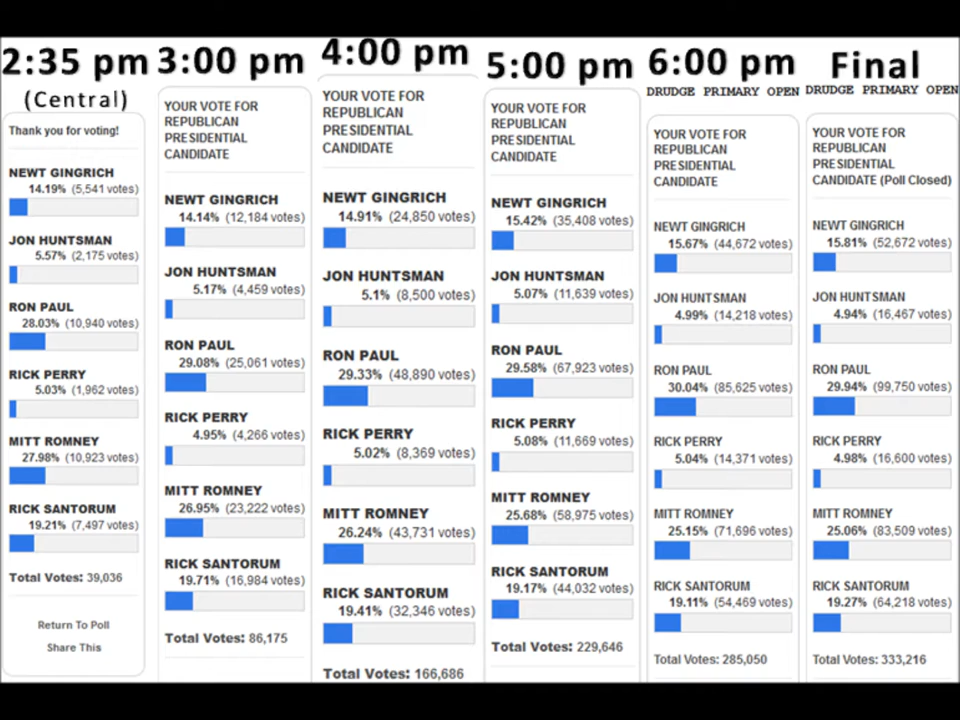 2:35 pm
(Central)
Thank you for voting!
NEWT GINGRICH
14.19% (5,541 votes)
JON HUNTSMAN
5.57% (2,175 votes)
RON PAUL
28.03% (10,940 votes)
RICK PERRY
5.03% (1,962 votes)
MITT ROMNEY
27.98% (10,923 votes)
RICK SANTORUM
19.21% (7,497 votes)
Total Votes: 39,036
Return To Poll
Share This
3:00 pm
YOUR VOTE FOR
REPUBLICAN
PRESIDENTIAL
CANDIDATE
NEWT GINGRICH
14.14% (12,184 votes)
JON HUNTSMAN
5.17% (4,459 votes)
RON PAUL
29.08% (25,061 votes)
RICK PERRY
4.95% (4,266 votes)
MITT ROMNEY
26.95% (23,222 votes)
RICK SANTORUM
19.71% (16,984 votes)
Total Votes: 86,175
4:00 pm
YOUR VOTE FOR
REPUBLICAN
PRESIDENTIAL
CANDIDATE
NEWT GINGRICH
14.91% (24,850 votes)
JON HUNTSMAN
5.1% (8,500 votes)
RON PAUL
29.33% (48,890 votes)
RICK PERRY
5.02% (8,369 votes)
MITT ROMNEY
26.24% (43,731 votes)
RICK SANTORUM
19.41% (32,346 votes)
Total Votes: 166,686
5:00 pm
YOUR VOTE FOR
REPUBLICAN
PRESIDENTIAL
CANDIDATE
NEWT GINGRICH
15.42% (35,408 votes)
JON HUNTSMAN
5.07% (11,639 votes)
RON PAUL
29.58% (67,923 votes)
RICK PERRY
5.08% (11,669 votes)
MITT ROMNEY
25.68% (58,975 votes)
RICK SANTORUM
19.17% (44,032 votes)
Total Votes: 229,646
6:00 pm
DRUDGE PRIMARY OPEN
YOUR VOTE FOR
REPUBLICAN
PRESIDENTIAL
CANDIDATE
NEWT GINGRICH
15.67% (44,672 votes)
JON HUNTSMAN
4.99% (14,218 votes)
RON PAUL
30.04% (85,625 votes)
RICK PERRY
5.04% (14,371 votes)
MITT ROMNEY
25.15% (71,696 votes)
RICK SANTORUM
19.11% (54,469 votes)
Total Votes: 285,050
Final
DRUDGE PRIMARY OPEN
YOUR VOTE FOR
REPUBLICAN
PRESIDENTIAL
CANDIDATE (Poll Closed)
NEWT GINGRICH
15.81% (52,672 votes)
JON HUNTSMAN
4.94% (16,467 votes)
RON PAUL
29.94% (99,750 votes)
RICK PERRY
4.98% (16,600 votes)
MITT ROMNEY
25.06% (83,509 votes)
RICK SANTORUM
19.27% (64,218 votes)
Total Votes: 333,216